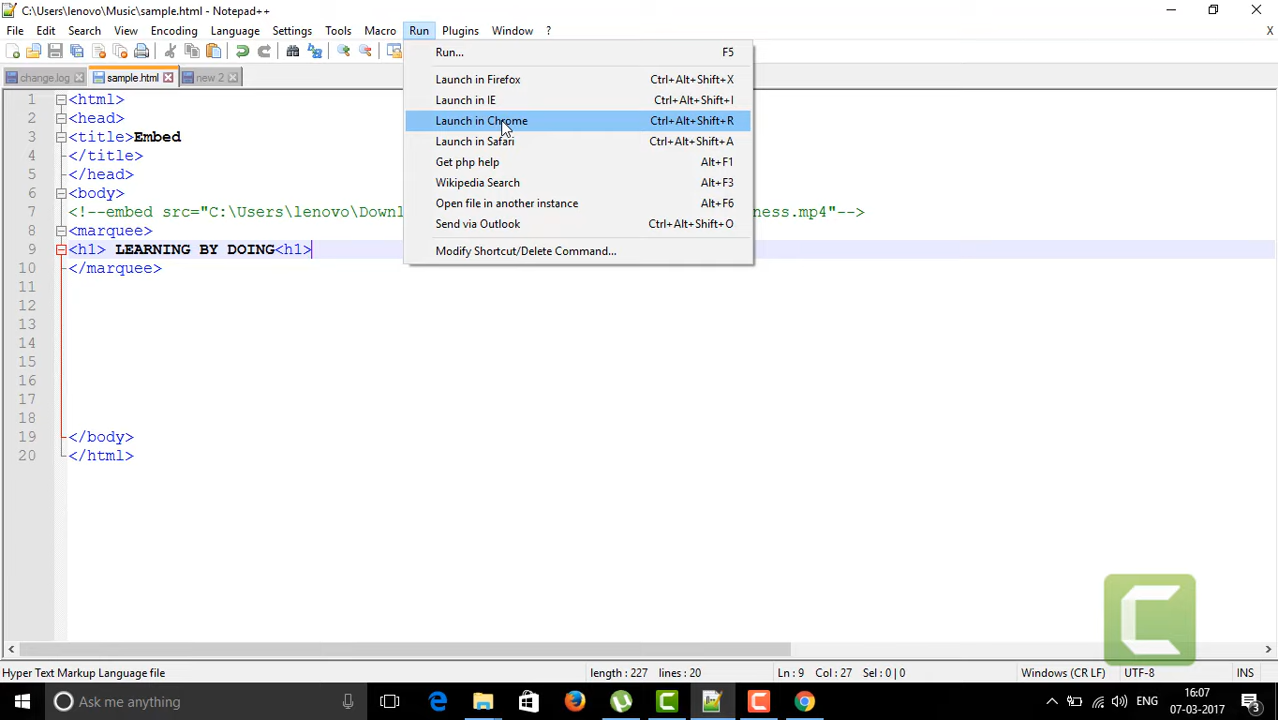 C:\Users\lenovo\Music\sample.html - Notepad++
File Edit Search View Encoding Language Settings Tools Macro Run Plugins Window ? X
change.log sample.html new 2
Run... F5
Launch in Firefox Ctrl+Alt+Shift+X
Launch in IE Ctrl+Alt+Shift+I
Launch in Chrome Ctrl+Alt+Shift+R
Launch in Safari Ctrl+Alt+Shift+A
Get php help Alt+F1
Wikipedia Search Alt+F3
Open file in another instance Alt+F6
Send via Outlook Ctrl+Alt+Shift+O
Modify Shortcut/Delete Command...
1 <html>
2 <head>
3 <title>Embed
4 </title>
5 </head>
6 <body>
7 <!--embed src="C:\Users\lenovo\Downl ness.mp4"-->
8 <marquee>
9 <h1> LEARNING BY DOING<h1>
10 </marquee>
11
12
13
14
15
16
17
18
19 </body>
20 </html>
Hyper Text Markup Language file length : 227 lines : 20 Ln : 9 Col : 27 Sel : 0 | 0 Windows (CR LF) UTF-8 INS
Ask me anything ENG 16:07
07-03-2017
3